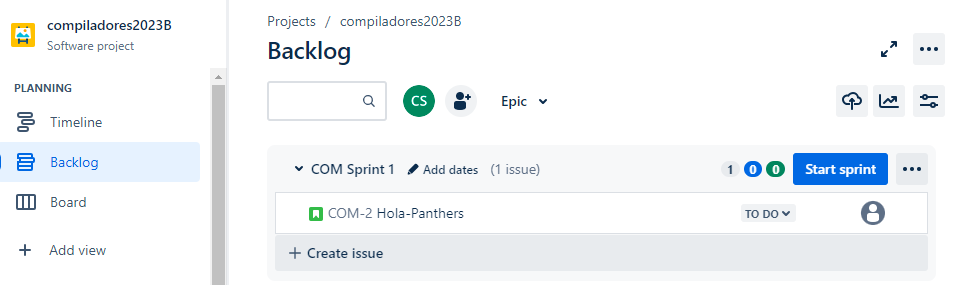 compiladores2023B
Software project
PLANNING
Timeline
Backlog
Board
+ Add view
Projects / compiladores2023B
Backlog
CS
Epic
COM Sprint 1 Add dates (1 issue) 1 0 0 Start sprint
COM-2 Hola-Panthers TO DO
+ Create issue